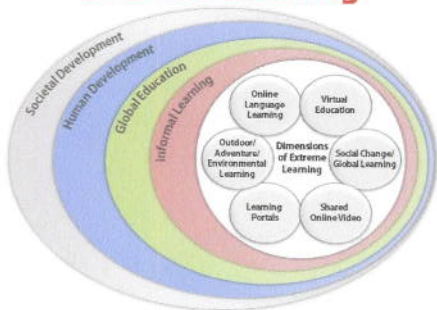 Societal Development
Human Development
Global Education
Informal Learning
Online
Language
Learning
Virtual
Education
Outdoor/
Adventure/
Environmental
Learning
Dimensions
of Extreme
Learning
Social Change/
Global Learning
Learning
Portals
Shared
Online Video